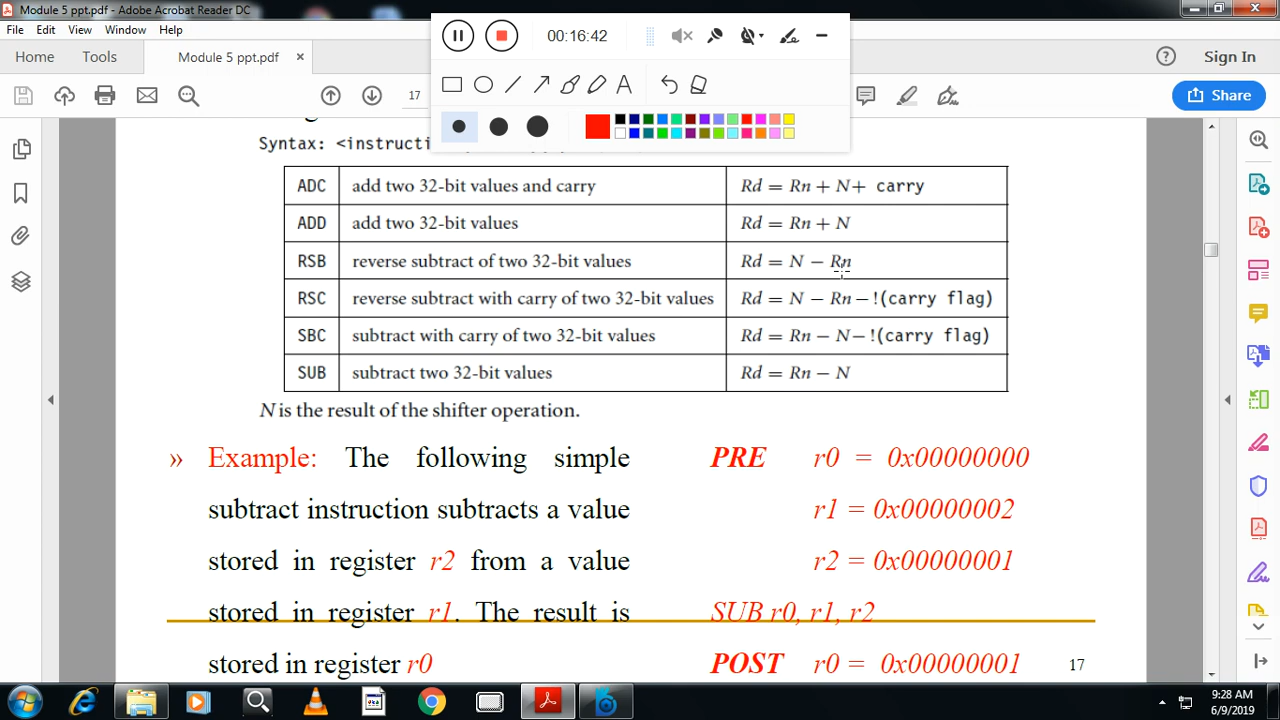 Module 5 ppt.pdf - Adobe Acrobat Reader DC
File Edit View Window Help
00:16:42
Home Tools Module 5 ppt.pdf × Sign In
17 Share
Syntax:
ADC add two 32-bit values and carry Rd = Rn + N+ carry
ADD add two 32-bit values Rd = Rn + N
RSB reverse subtract of two 32-bit values Rd = N − Rn
RSC reverse subtract with carry of two 32-bit values Rd = N − Rn − !(carry flag)
SBC subtract with carry of two 32-bit values Rd = Rn − N − !(carry flag)
SUB subtract two 32-bit values Rd = Rn − N
N is the result of the shifter operation.
» Example: The following simple PRE r0 = 0x00000000
subtract instruction subtracts a value r1 = 0x00000002
stored in register r2 from a value r2 = 0x00000001
stored in register r1. The result is SUB r0, r1, r2
stored in register r0 POST r0 = 0x00000001 17
9:28 AM
6/9/2019